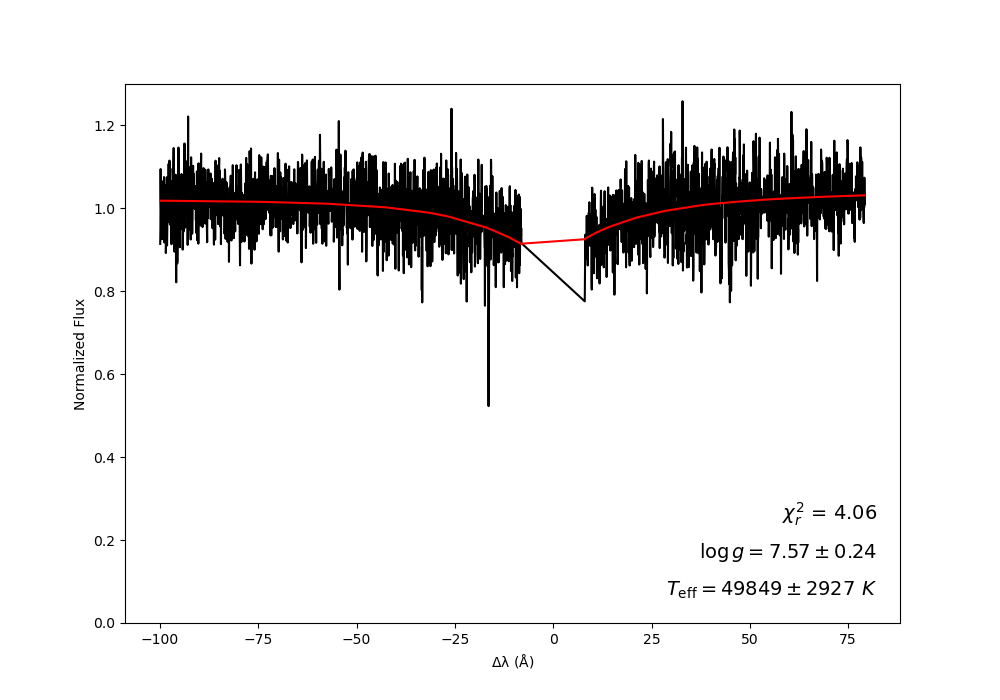 1.2
1.0
0.8
0.6
0.4
0.2
0.0
Normalized Flux
χ²ᵣ = 4.06
log g = 7.57 ± 0.24
T_eff = 49849 ± 2927 K
−100 −75 −50 −25 0 25 50 75
Δλ (Å)